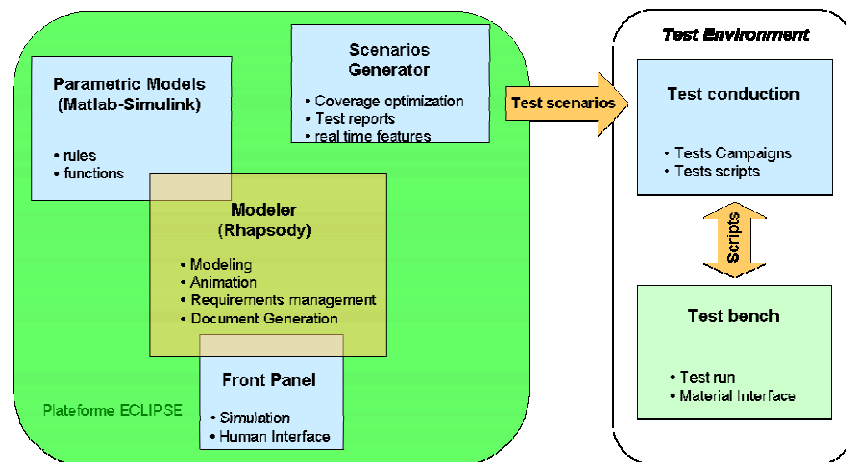 Parametric Models
(Matlab-Simulink)
• rules
• functions
Scenarios
Generator
• Coverage optimization
• Test reports
• real time features
Modeler
(Rhapsody)
• Modeling
• Animation
• Requirements management
• Document Generation
Front Panel
• Simulation
• Human Interface
Plateforme ECLIPSE
Test scenarios
Test Environment
Test conduction
• Tests Campaigns
• Tests scripts
Scripts
Test bench
• Test run
• Material Interface